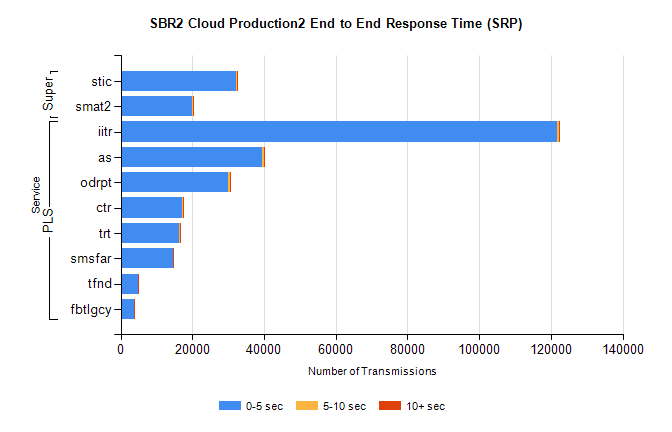 SBR2 Cloud Production2 End to End Response Time (SRP)
Super
stic
smat2
Service
PLS
iitr
as
odrpt
ctr
trt
smsfar
tfnd
fbtlgcy
0 20000 40000 60000 80000 100000 120000 140000
Number of Transmissions
0-5 sec 5-10 sec 10+ sec